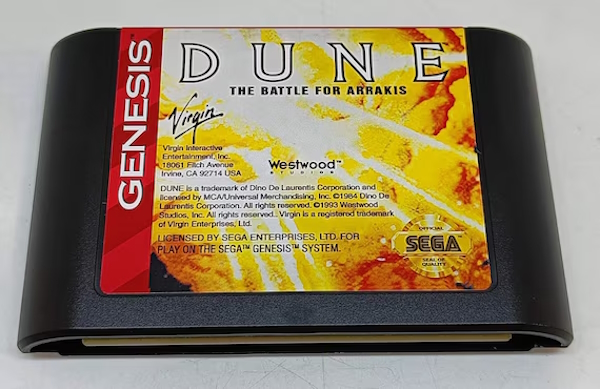 GENESIS
DUNE
THE BATTLE FOR ARRAKIS
Virgin
Virgin Interactive
Entertainment, Inc.
18061 Fitch Avenue
Irvine, CA 92714 USA
Westwood™
STUDIOS
DUNE is a trademark of Dino De Laurentis Corporation and
licensed by MCA/Universal Merchandising, Inc. ©1984 Dino De
Laurentis Corporation. All rights reserved. ©1993 Westwood
Studios, Inc. All rights reserved.. Virgin is a registered trademark
of Virgin Enterprises, Ltd.
LICENSED BY SEGA ENTERPRISES, LTD. FOR
PLAY ON THE SEGA™ GENESIS™ SYSTEM.
OFFICIAL
SEGA
SEAL OF
QUALITY